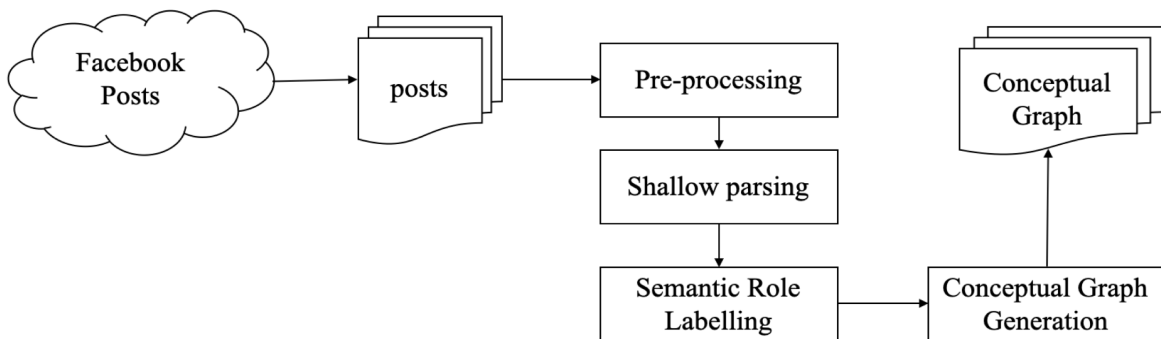 Facebook
Posts
posts
Pre-processing
Shallow parsing
Semantic Role
Labelling
Conceptual Graph
Generation
Conceptual
Graph